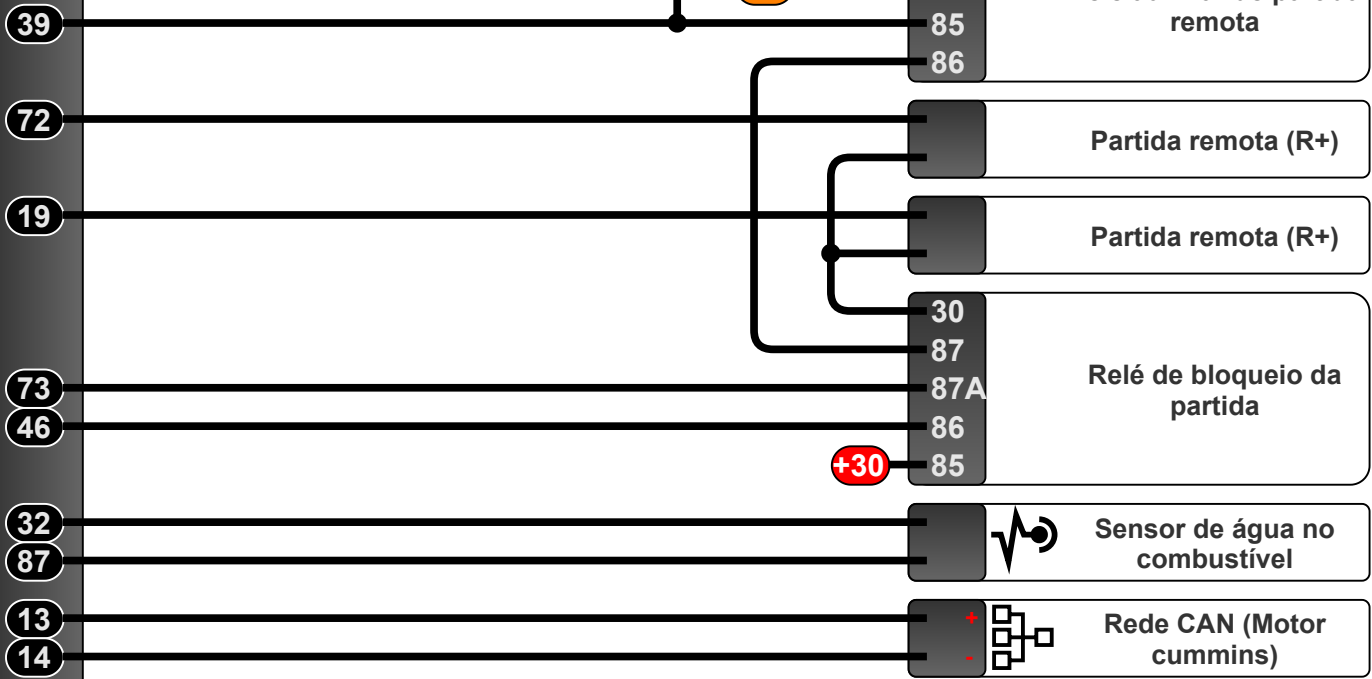 39
85
remota
86
72
Partida remota (R+)
19
Partida remota (R+)
30
87
73
87A
Relé de bloqueio da
partida
46
86
+30
85
32
Sensor de água no
combustível
87
13
+
Rede CAN (Motor
cummins)
14
-